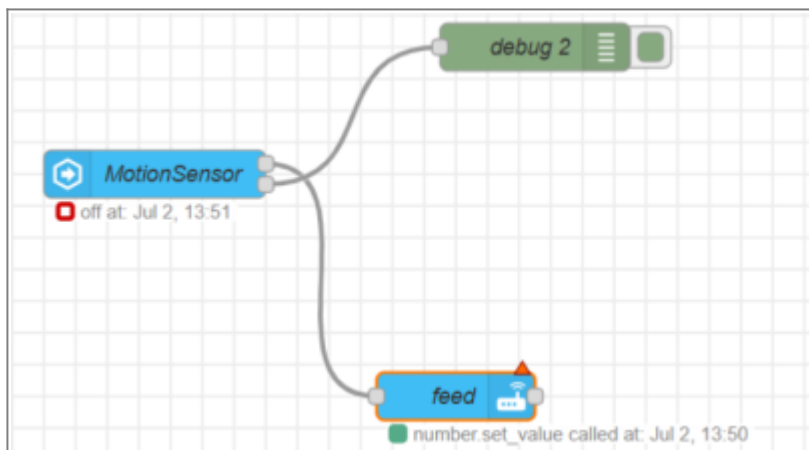 debug 2
MotionSensor
off at: Jul 2, 13:51
feed
number.set_value called at: Jul 2, 13:50